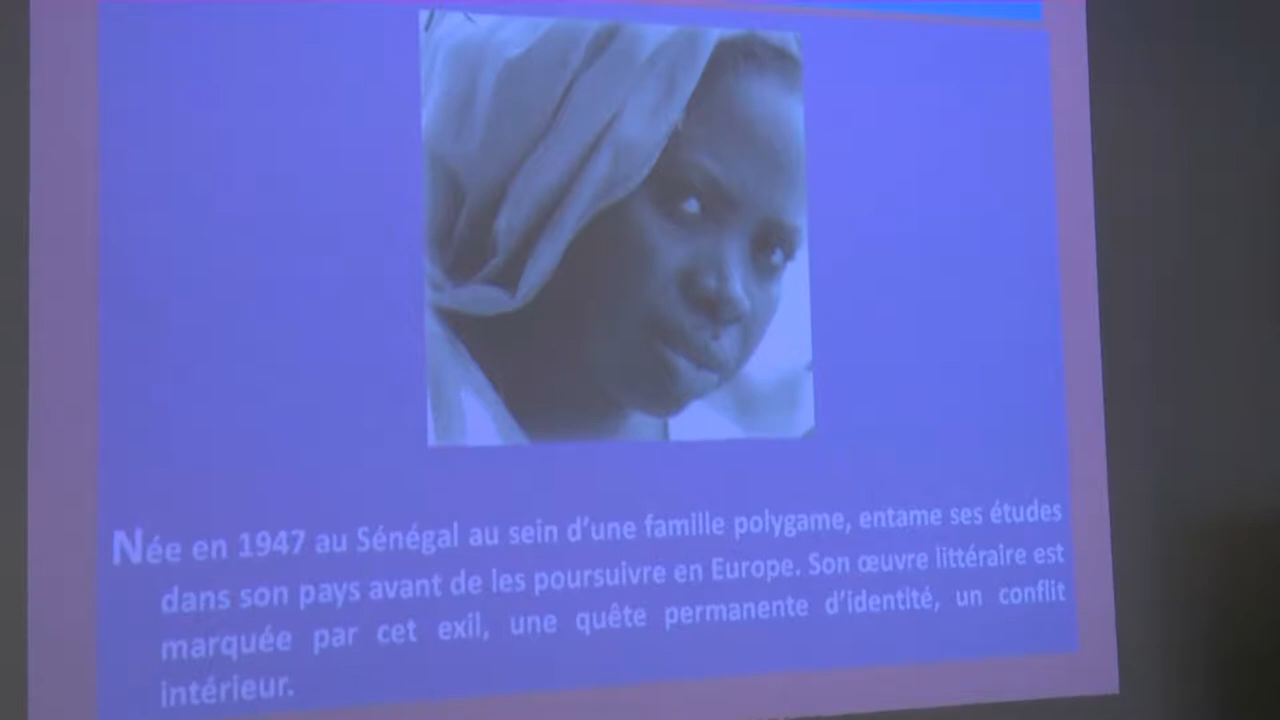 Née en 1947 au Sénégal au sein d'une famille polygame, entame ses études
dans son pays avant de les poursuivre en Europe. Son œuvre littéraire est
marquée par cet exil, une quête permanente d'identité, un conflit
intérieur.